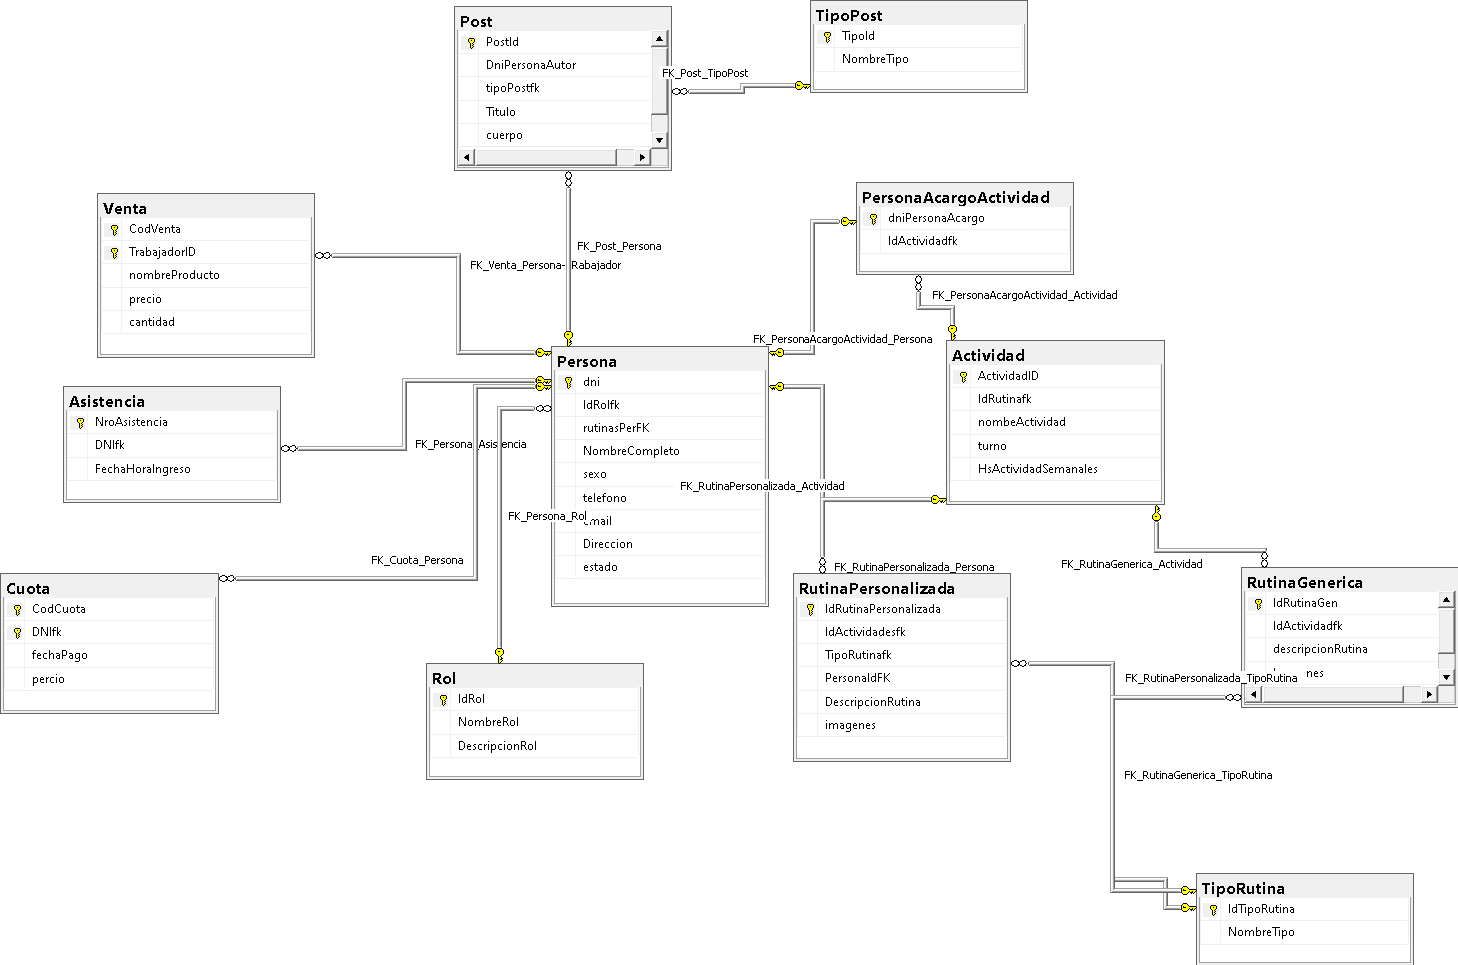 Post
PostId
DniPersonaAutor
tipoPostfk
Titulo
cuerpo
TipoPost
TipoId
NombreTipo
FK_Post_TipoPost
Venta
CodVenta
TrabajadorID
nombreProducto
precio
cantidad
FK_Venta_Persona-
Rabajador
FK_Post_Persona
PersonaAcargoActividad
dniPersonaAcargo
IdActividadfk
FK_PersonaAcargoActividad_Actividad
FK_PersonaAcargoActividad_Persona
Persona
dni
IdRolfk
rutinasPerFK
NombreCompleto
sexo
telefono
email
Direccion
estado
Actividad
ActividadID
IdRutinafk
nombeActividad
turno
HsActividadSemanales
Asistencia
NroAsistencia
DNIfk
FechaHoraIngreso
FK_Persona_Asistencia
FK_RutinaPersonalizada_Actividad
FK_Persona_Rol
FK_Cuota_Persona
FK_RutinaPersonalizada_Persona
FK_RutinaGenerica_Actividad
Cuota
CodCuota
DNIfk
fechaPago
percio
Rol
IdRol
NombreRol
DescripcionRol
RutinaPersonalizada
IdRutinaPersonalizada
IdActividadesfk
TipoRutinafk
PersonaIdFK
DescripcionRutina
imagenes
RutinaGenerica
IdRutinaGen
IdActividadfk
descripcionRutina
FK_RutinaPersonalizada_TipoRutina
FK_RutinaGenerica_TipoRutina
TipoRutina
IdTipoRutina
NombreTipo